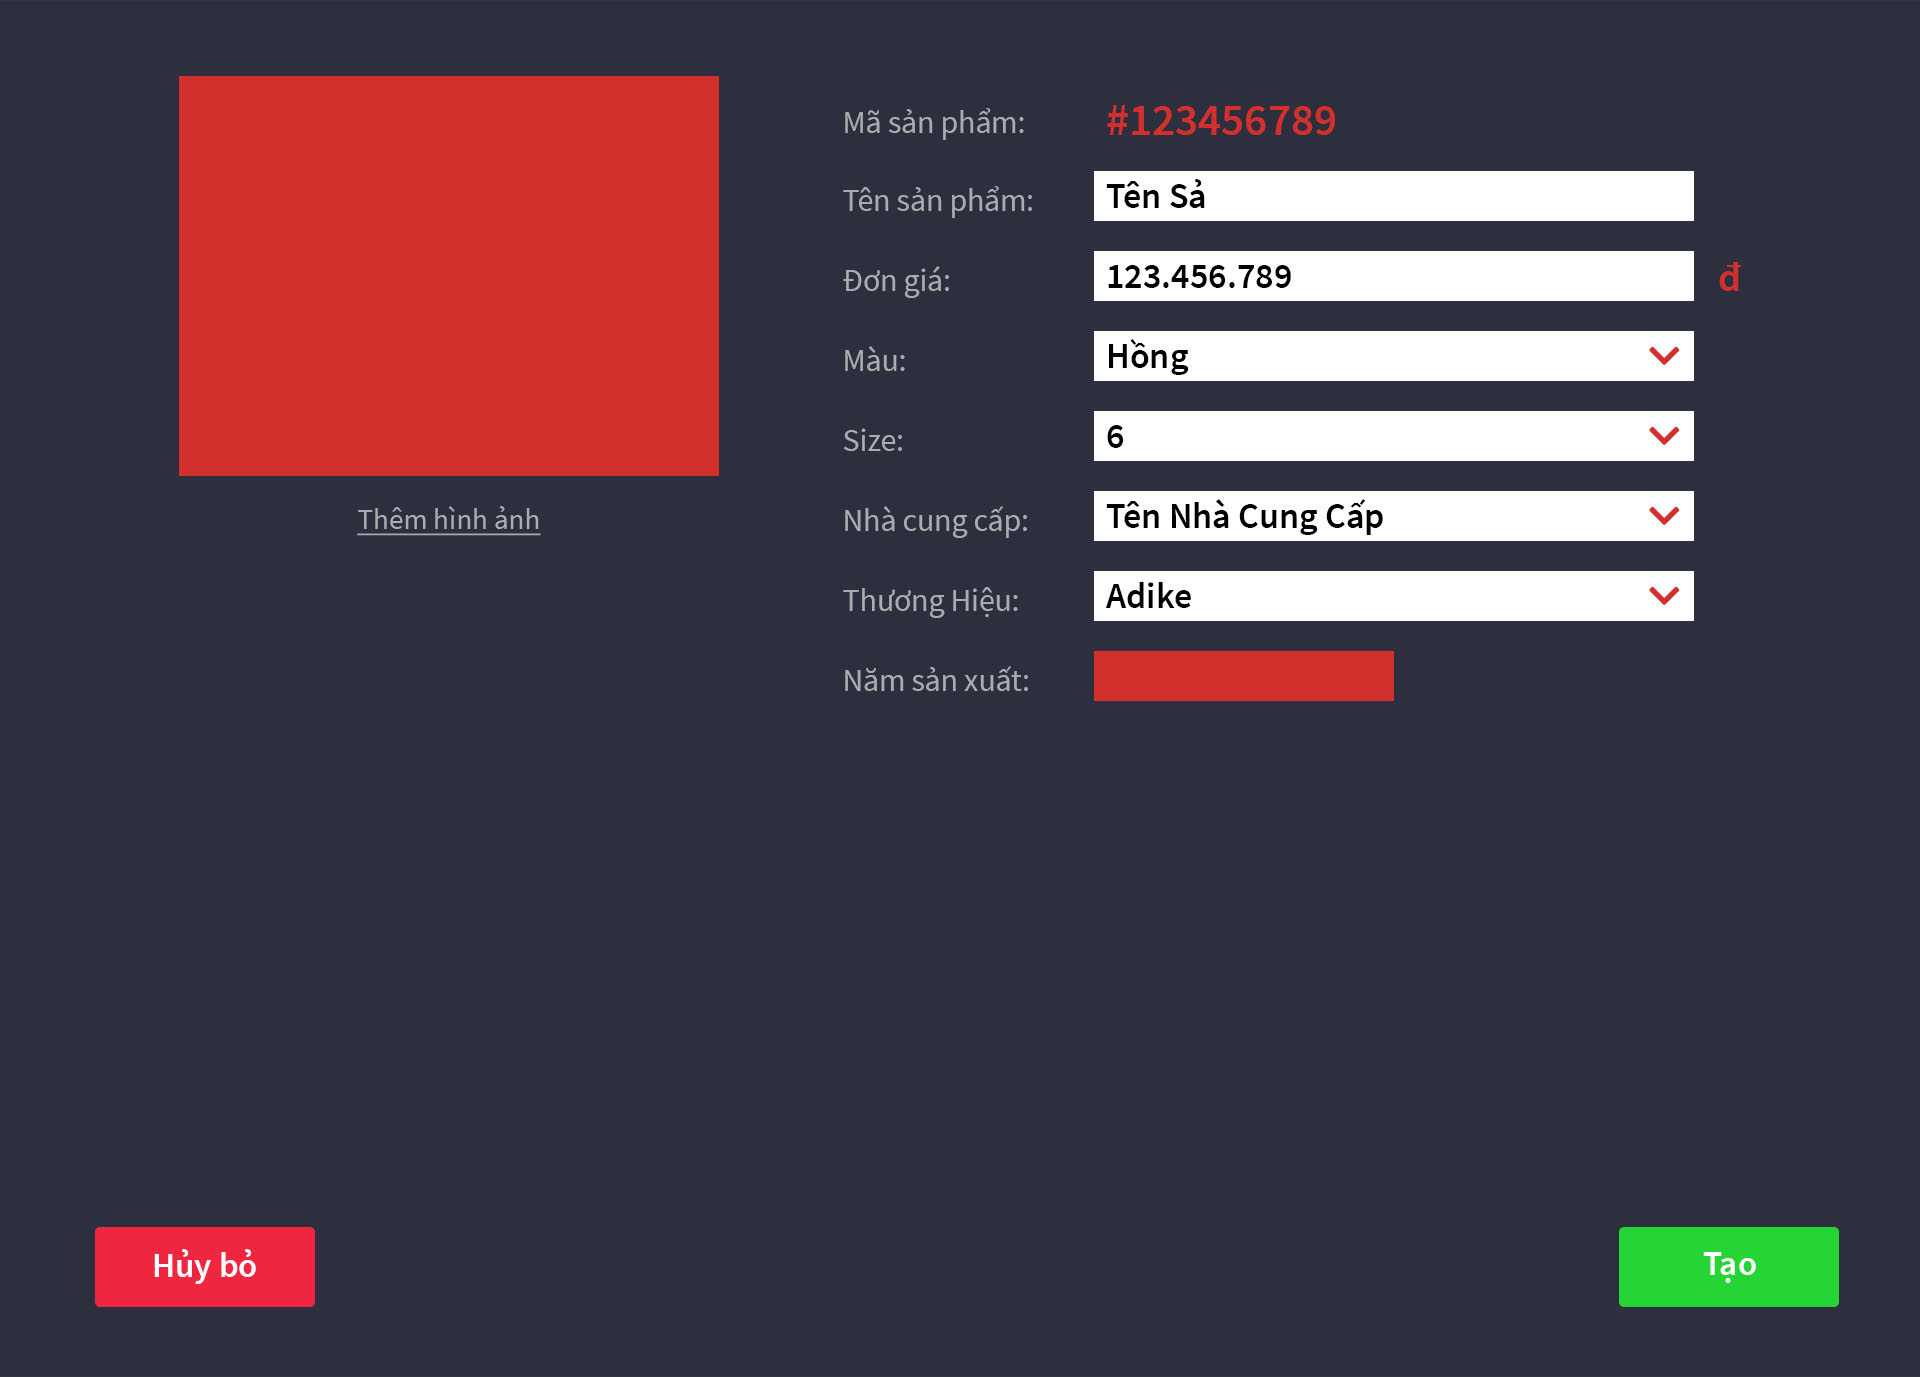 Mã sản phẩm: #123456789
Tên sản phẩm: Tên Sả
Đơn giá: 123.456.789 đ
Màu: Hồng
Size: 6
Thêm hình ảnh
Nhà cung cấp: Tên Nhà Cung Cấp
Thương Hiệu: Adike
Năm sản xuất:
Hủy bỏ
Tạo